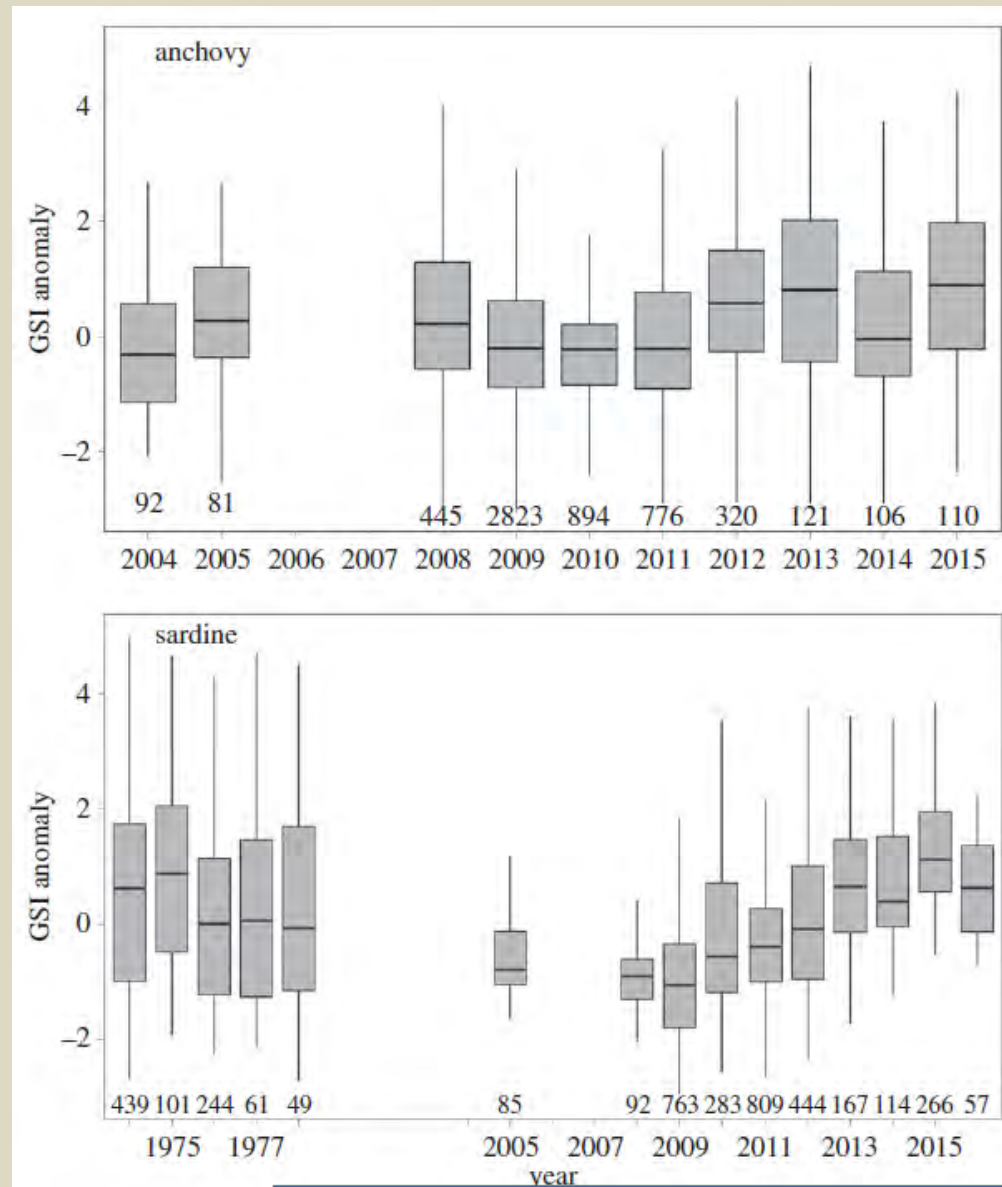 anchovy
4
2
0
−2
GSI anomaly
92 81 445 2823 894 776 320 121 106 110
2004 2005 2006 2007 2008 2009 2010 2011 2012 2013 2014 2015
sardine
4
2
0
−2
GSI anomaly
439 101 244 61 49 85 92 763 283 809 444 167 114 266 57
1975 1977 2005 2007 2009 2011 2013 2015
year